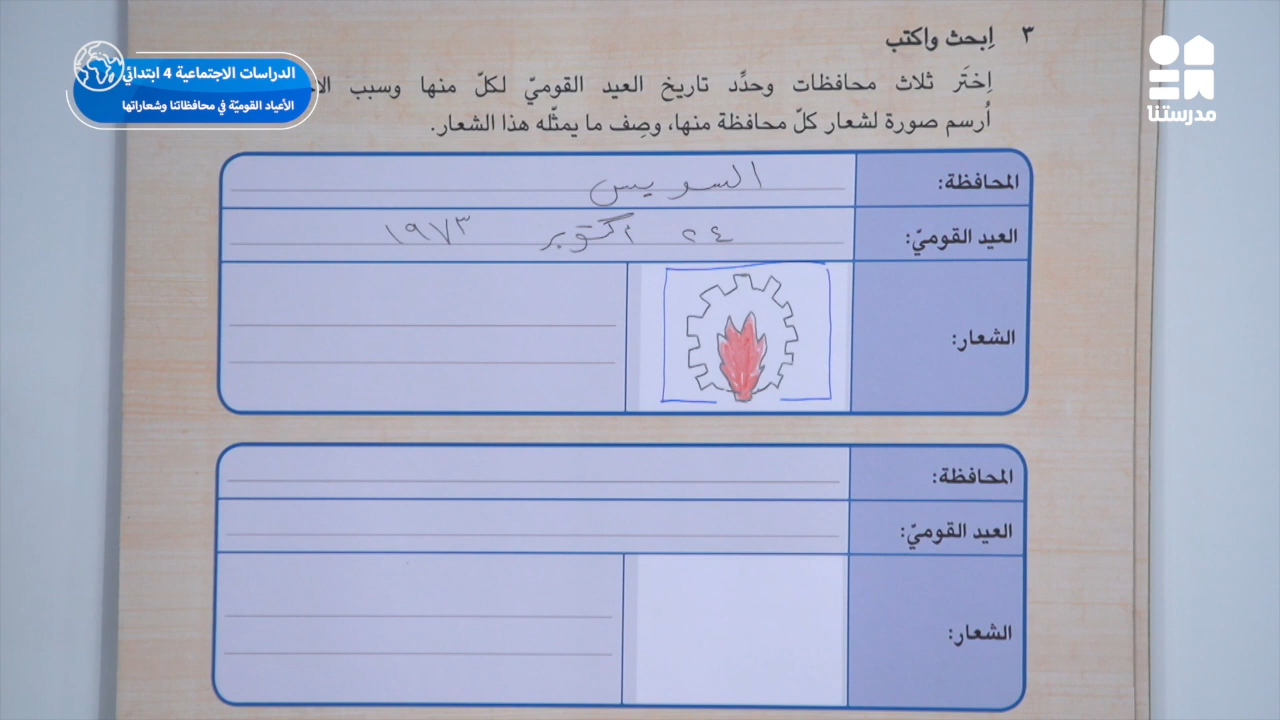 الدراسات الاجتماعية 4 ابتدائي
الأعياد القوميّة في محافظاتنا وشعاراتها
مدرستنا
٣ اِبحث واكتب
اِختَر ثلاث محافظات وحدِّد تاريخ العيد القوميّ لكلّ منها وسبب
اُرسم صورة لشعار كلّ محافظة منها، وصِف ما يمثّله هذا الشعار.
المحافظة: السويس
العيد القوميّ: ٢٤ أكتوبر ١٩٧٣
الشعار:
المحافظة:
العيد القوميّ:
الشعار: